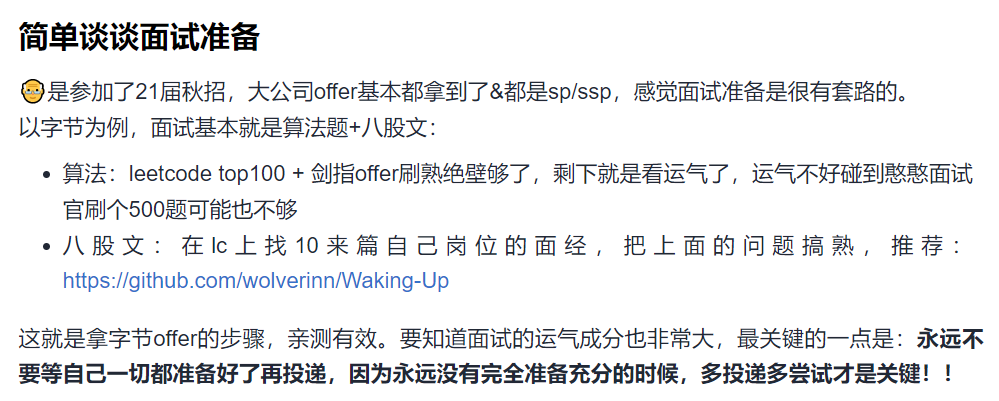 简单谈谈面试准备
👴是参加了21届秋招，大公司offer基本都拿到了&都是sp/ssp，感觉面试准备是很有套路的。
以字节为例，面试基本就是算法题+八股文：
• 算法：leetcode top100 + 剑指offer刷熟绝壁够了，剩下就是看运气了，运气不好碰到憨憨面试
官刷个500题可能也不够
• 八股文：在lc上找10来篇自己岗位的面经，把上面的问题搞熟，推荐：
https://github.com/wolverinn/Waking-Up
这就是拿字节offer的步骤，亲测有效。要知道面试的运气成分也非常大，最关键的一点是：永远不
要等自己一切都准备好了再投递，因为永远没有完全准备充分的时候，多投递多尝试才是关键！！